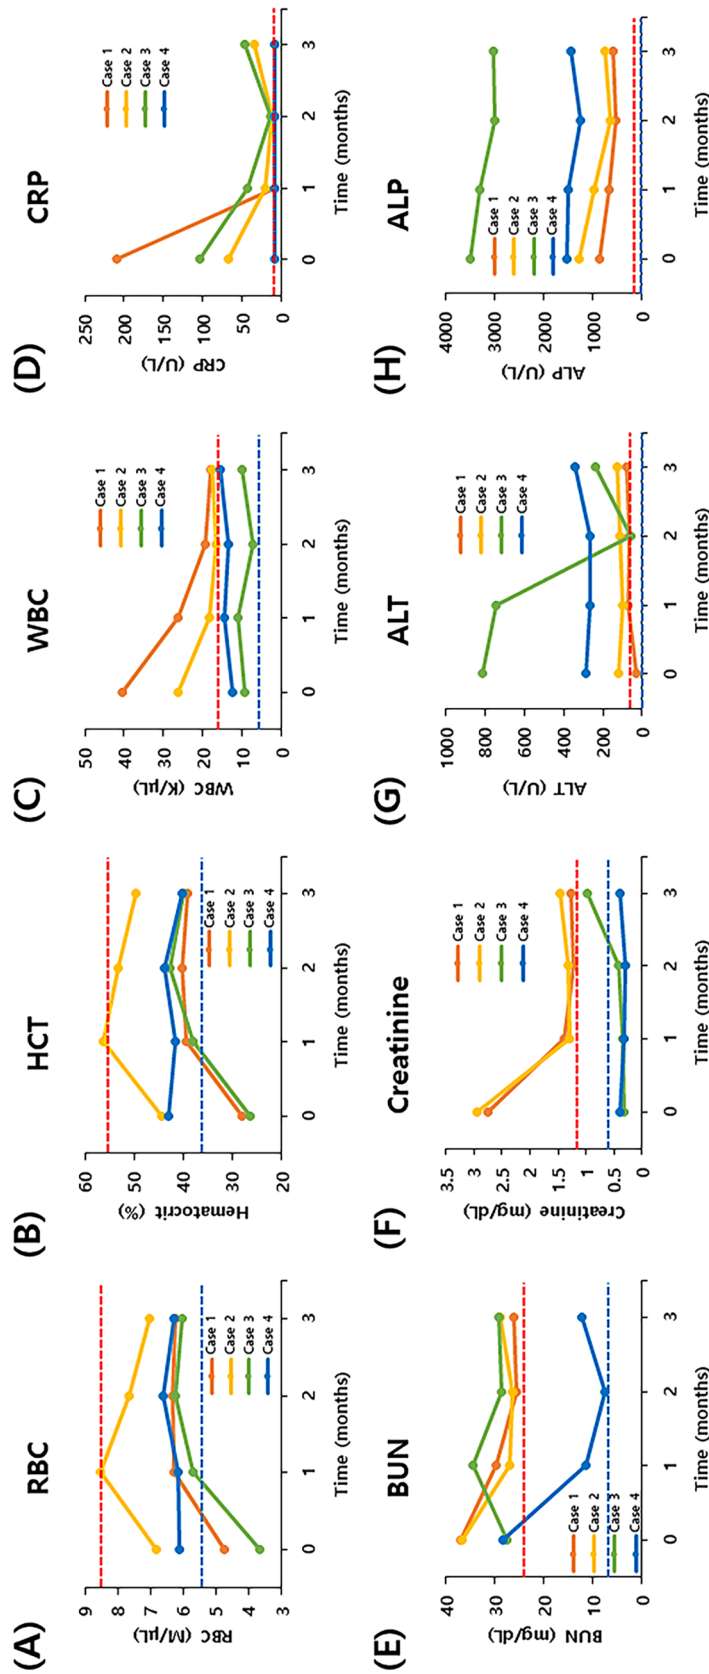 (A)
RBC
RBC (M/μL)
9
8
7
6
5
4
3
0
1
2
3
Time (months)
Case 1
Case 2
Case 3
Case 4
(B)
HCT
Hematocrit (%)
60
50
40
30
20
0
1
2
3
Time (months)
Case 1
Case 2
Case 3
Case 4
(C)
WBC
WBC (K/μL)
50
40
30
20
10
0
0
1
2
3
Time (months)
Case 1
Case 2
Case 3
Case 4
(D)
CRP
CRP (U/L)
250
200
150
100
50
0
0
1
2
3
Time (months)
Case 1
Case 2
Case 3
Case 4
(E)
BUN
BUN (mg/dL)
40
30
20
10
0
0
1
2
3
Time (months)
Case 1
Case 2
Case 3
Case 4
(F)
Creatinine
Creatinine (mg/dL)
3.5
3
2.5
2
1.5
1
0.5
0
0
1
2
3
Time (months)
Case 1
Case 2
Case 3
Case 4
(G)
ALT
ALT (U/L)
1000
800
600
400
200
0
0
1
2
3
Time (months)
Case 1
Case 2
Case 3
Case 4
(H)
ALP
ALP (U/L)
4000
3000
2000
1000
0
0
1
2
3
Time (months)
Case 1
Case 2
Case 3
Case 4